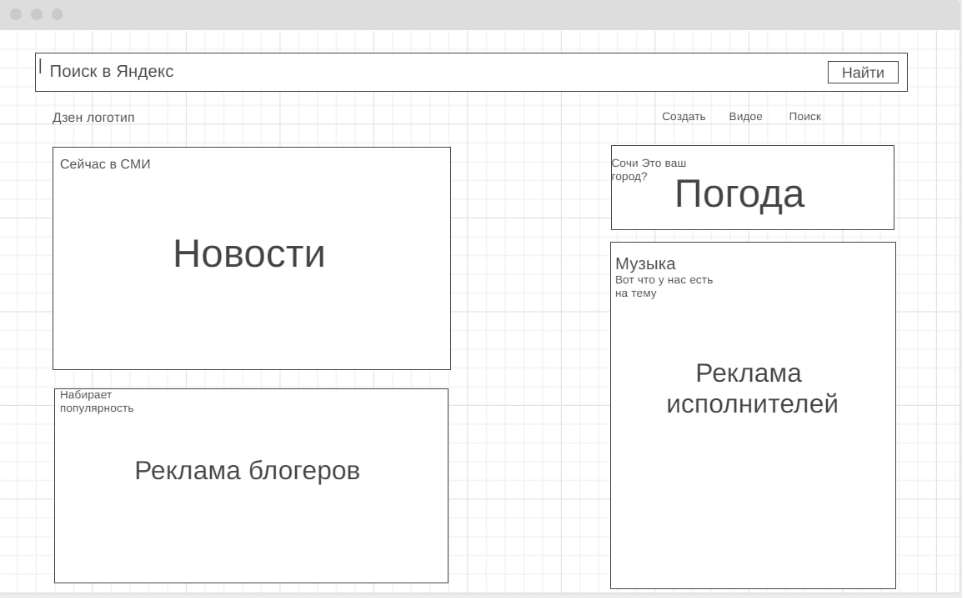 Поиск в Яндекс
Найти
Дзен логотип
Создать
Видое
Поиск
Сейчас в СМИ
Новости
Сочи Это ваш
город?
Погода
Музыка
Вот что у нас есть
на тему
Реклама
исполнителей
Набирает
популярность
Реклама блогеров